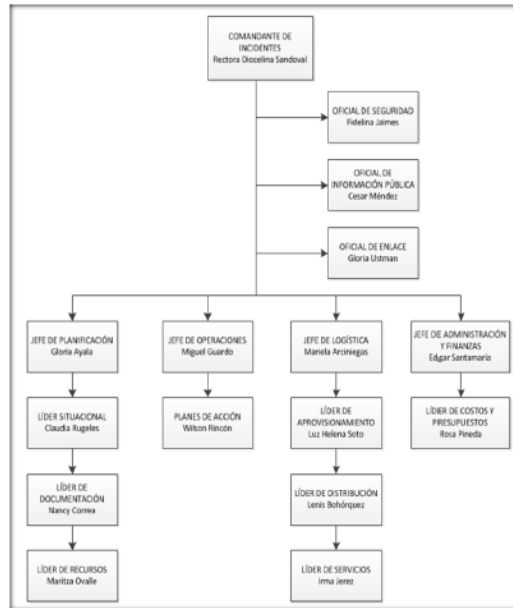 COMANDANTE DE
INCIDENTES
Rectora Diocelina Sandoval
OFICIAL DE SEGURIDAD
Fidelina Jaimes
OFICIAL DE
INFORMACIÓN PÚBLICA
Cesar Méndez
OFICIAL DE ENLACE
Gloria Ustman
JEFE DE PLANIFICACIÓN
Gloria Ayala
JEFE DE OPERACIONES
Miguel Guardo
JEFE DE LOGÍSTICA
Mariela Arciniegas
JEFE DE ADMINISTRACIÓN
Y FINANZAS
Edgar Santamaría
LÍDER SITUACIONAL
Claudia Rugeles
PLANES DE ACCIÓN
Wilson Rincón
LÍDER DE
APROVISIONAMIENTO
Luz Helena Soto
LÍDIER DE COSTOS Y
PRESUPUESTOS
Rosa Pineda
LÍDER DE
DOCUMENTACIÓN
Nancy Correa
LÍDER DE DISTRIBUCIÓN
Lenis Bohórquez
LÍDER DE RECURSOS
Maritza Ovalle
LÍDER DE SERVICIOS
Irma Jerez